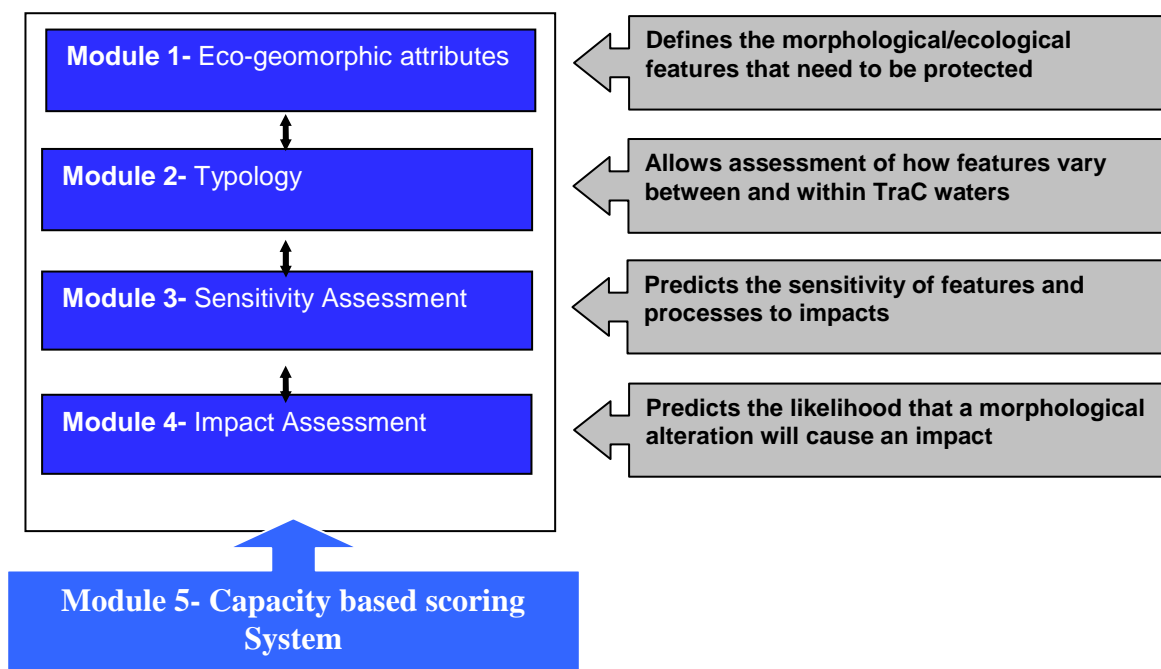 Module 1- Eco-geomorphic attributes
Defines the morphological/ecological
features that need to be protected
Module 2- Typology
Allows assessment of how features vary
between and within TraC waters
Module 3- Sensitivity Assessment
Predicts the sensitivity of features and
processes to impacts
Module 4- Impact Assessment
Predicts the likelihood that a morphological
alteration will cause an impact
Module 5- Capacity based scoring
System